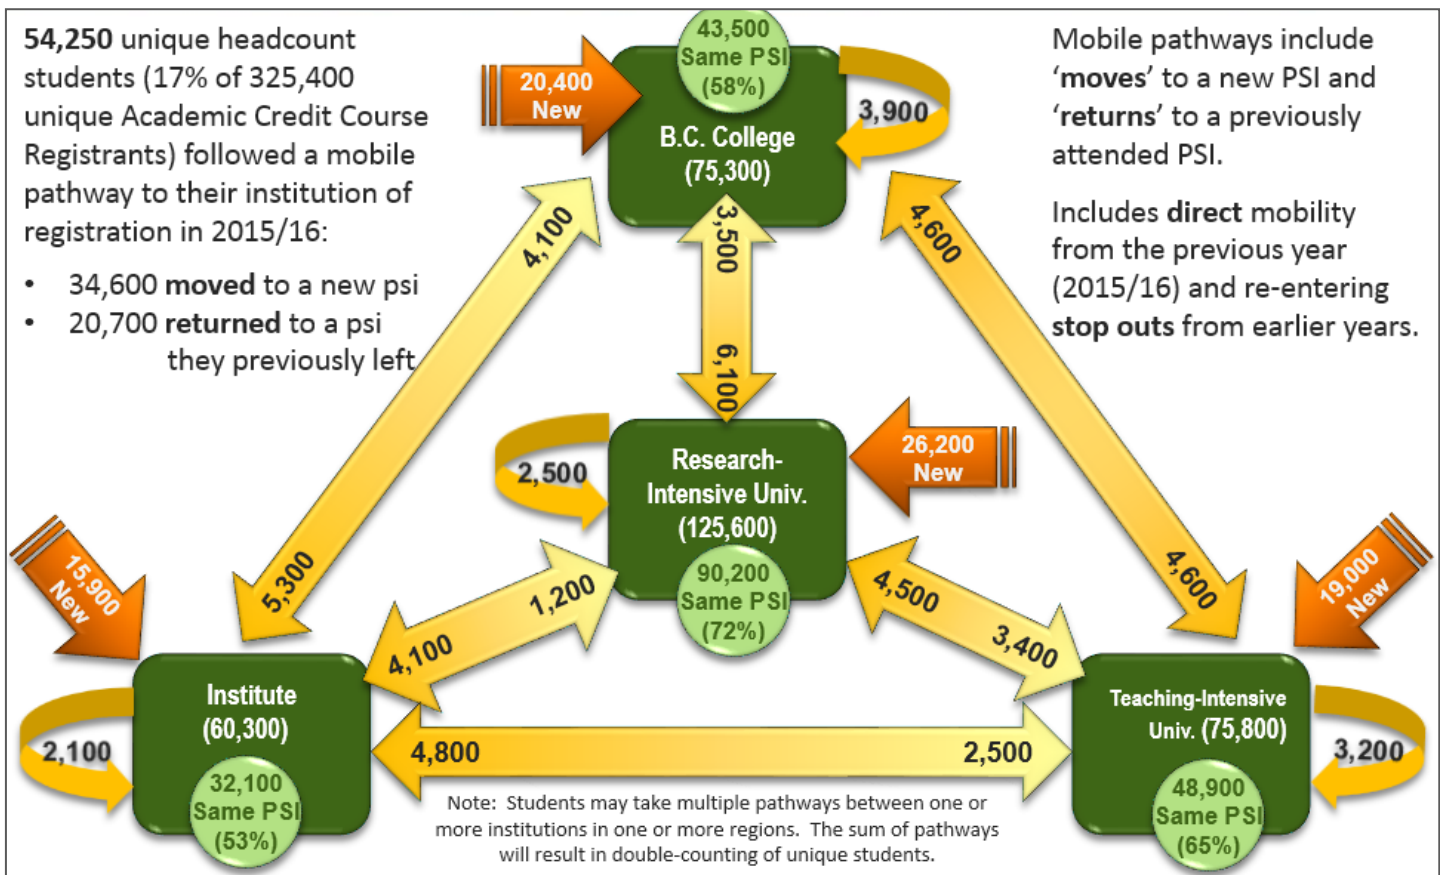 54,250 unique headcount
students (17% of 325,400
unique Academic Credit Course
Registrants) followed a mobile
pathway to their institution of
registration in 2015/16:
• 34,600 moved to a new psi
• 20,700 returned to a psi
they previously left
Mobile pathways include
‘moves’ to a new PSI and
‘returns’ to a previously
attended PSI.
Includes direct mobility
from the previous year
(2015/16) and re-entering
stop outs from earlier years.
20,400
New
43,500
Same PSI
(58%)
B.C. College
(75,300)
3,900
4,100
5,300
3,500
6,100
4,600
4,600
2,500
Research-
Intensive Univ.
(125,600)
90,200
Same PSI
(72%)
26,200
New
15,900
New
1,200
4,100
4,500
3,400
19,000
New
Institute
(60,300)
32,100
Same PSI
(53%)
2,100
4,800
2,500
Teaching-Intensive
Univ. (75,800)
48,900
Same PSI
(65%)
3,200
Note: Students may take multiple pathways between one or
more institutions in one or more regions. The sum of pathways
will result in double-counting of unique students.